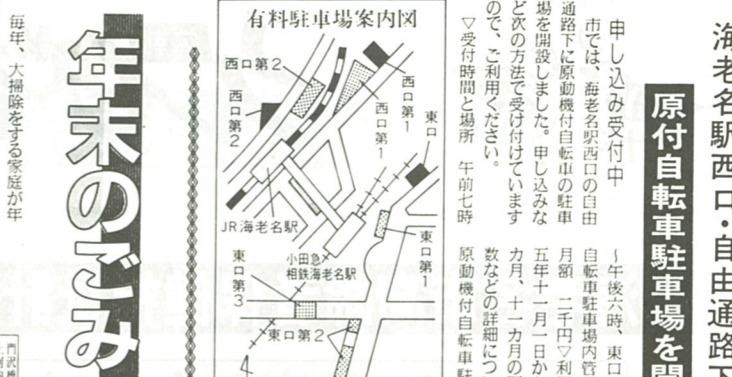 海老名駅西口・自由通路下
原付自転車駐車場を開
申し込み受付中
市では、海老名駅西口の自由
通路下に原動機付自転車の駐車
場を開設しました。申し込みな
ど次の方法で受け付けています
ので、ご利用ください。
▽受付時間と場所 午前七時
〜午後六時、東口
自転車駐車場内管
月額 二千円▽利
五年十一月一日か
カ月、十一カ月の
数などの詳細につ
原動機付自転車駐
有料駐車場案内図
西口第2
西口第2
西口第1
西口第1
東口
東口第1
JR海老名駅
小田急
相鉄海老名駅
東口第3
東口第2
年末のごみ
毎年、大掃除をする家庭が年